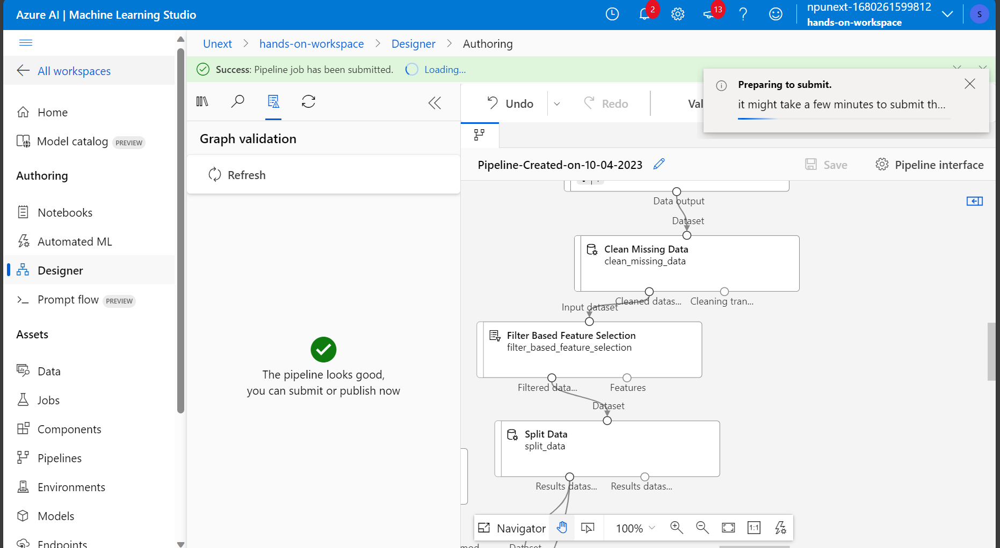 Azure AI | Machine Learning Studio
2
13
npunext-1680261599812
hands-on-workspace
S
All workspaces
Home
Model catalog PREVIEW
Authoring
Notebooks
Automated ML
Designer
Prompt flow PREVIEW
Assets
Data
Jobs
Components
Pipelines
Environments
Models
Endpoints
Unext > hands-on-workspace > Designer > Authoring
Success: Pipeline job has been submitted. Loading...
Preparing to submit.
it might take a few minutes to submit th...
Graph validation
Refresh
The pipeline looks good,
you can submit or publish now
Undo
Redo
Val
Pipeline-Created-on-10-04-2023
Save
Pipeline interface
Data output
Dataset
Clean Missing Data
clean_missing_data
Cleaned datas...
Cleaning tran...
Input dataset
Filter Based Feature Selection
filter_based_feature_selection
Filtered data...
Features
Dataset
Split Data
split_data
Results datas...
Results datas...
Navigator
100%
1:1
Dataset